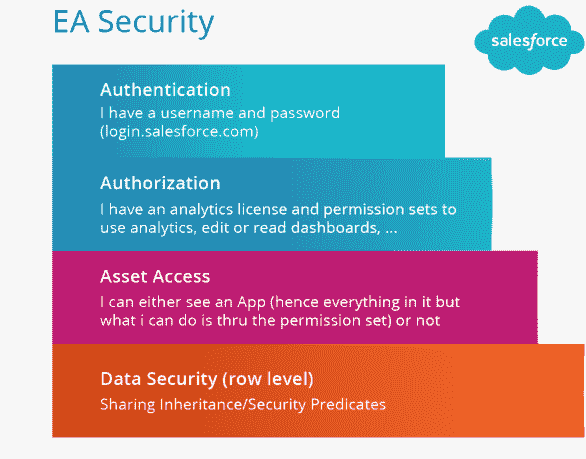 EA Security
salesforce
Authentication
I have a username and password
(login.salesforce.com)
Authorization
I have an analytics license and permission sets to
use analytics, edit or read dashboards, ...
Asset Access
I can either see an App (hence everything in it but
what i can do is thru the permission set) or not
Data Security (row level)
Sharing Inheritance/Security Predicates